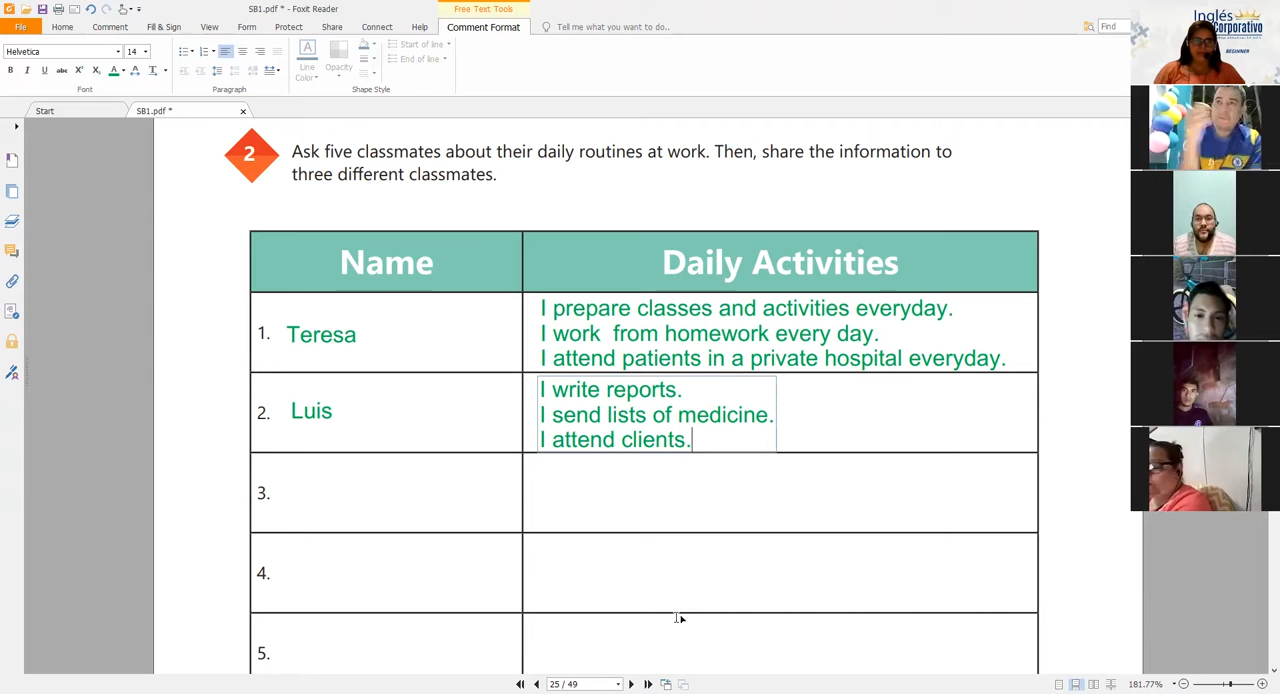 SB1.pdf * - Foxit Reader
Free Text Tools
File
Home
Comment
Fill & Sign
View
Form
Protect
Share
Connect
Help
Comment Format
Tell me what you want to do..
Find
Helvetica
14
Line
Color
Opacity
Start of line
End of line
Font
Paragraph
Shape Style
Start
SB1.pdf *
Inglés
Corporativo
BEGINNER
2
Ask five classmates about their daily routines at work. Then, share the information to
three different classmates.
Name
Daily Activities
1. Teresa
I prepare classes and activities everyday.
I work from homework every day.
I attend patients in a private hospital everyday.
2. Luis
I write reports.
I send lists of medicine.
I attend clients.
3.
4.
5.
25 / 49
181.77%